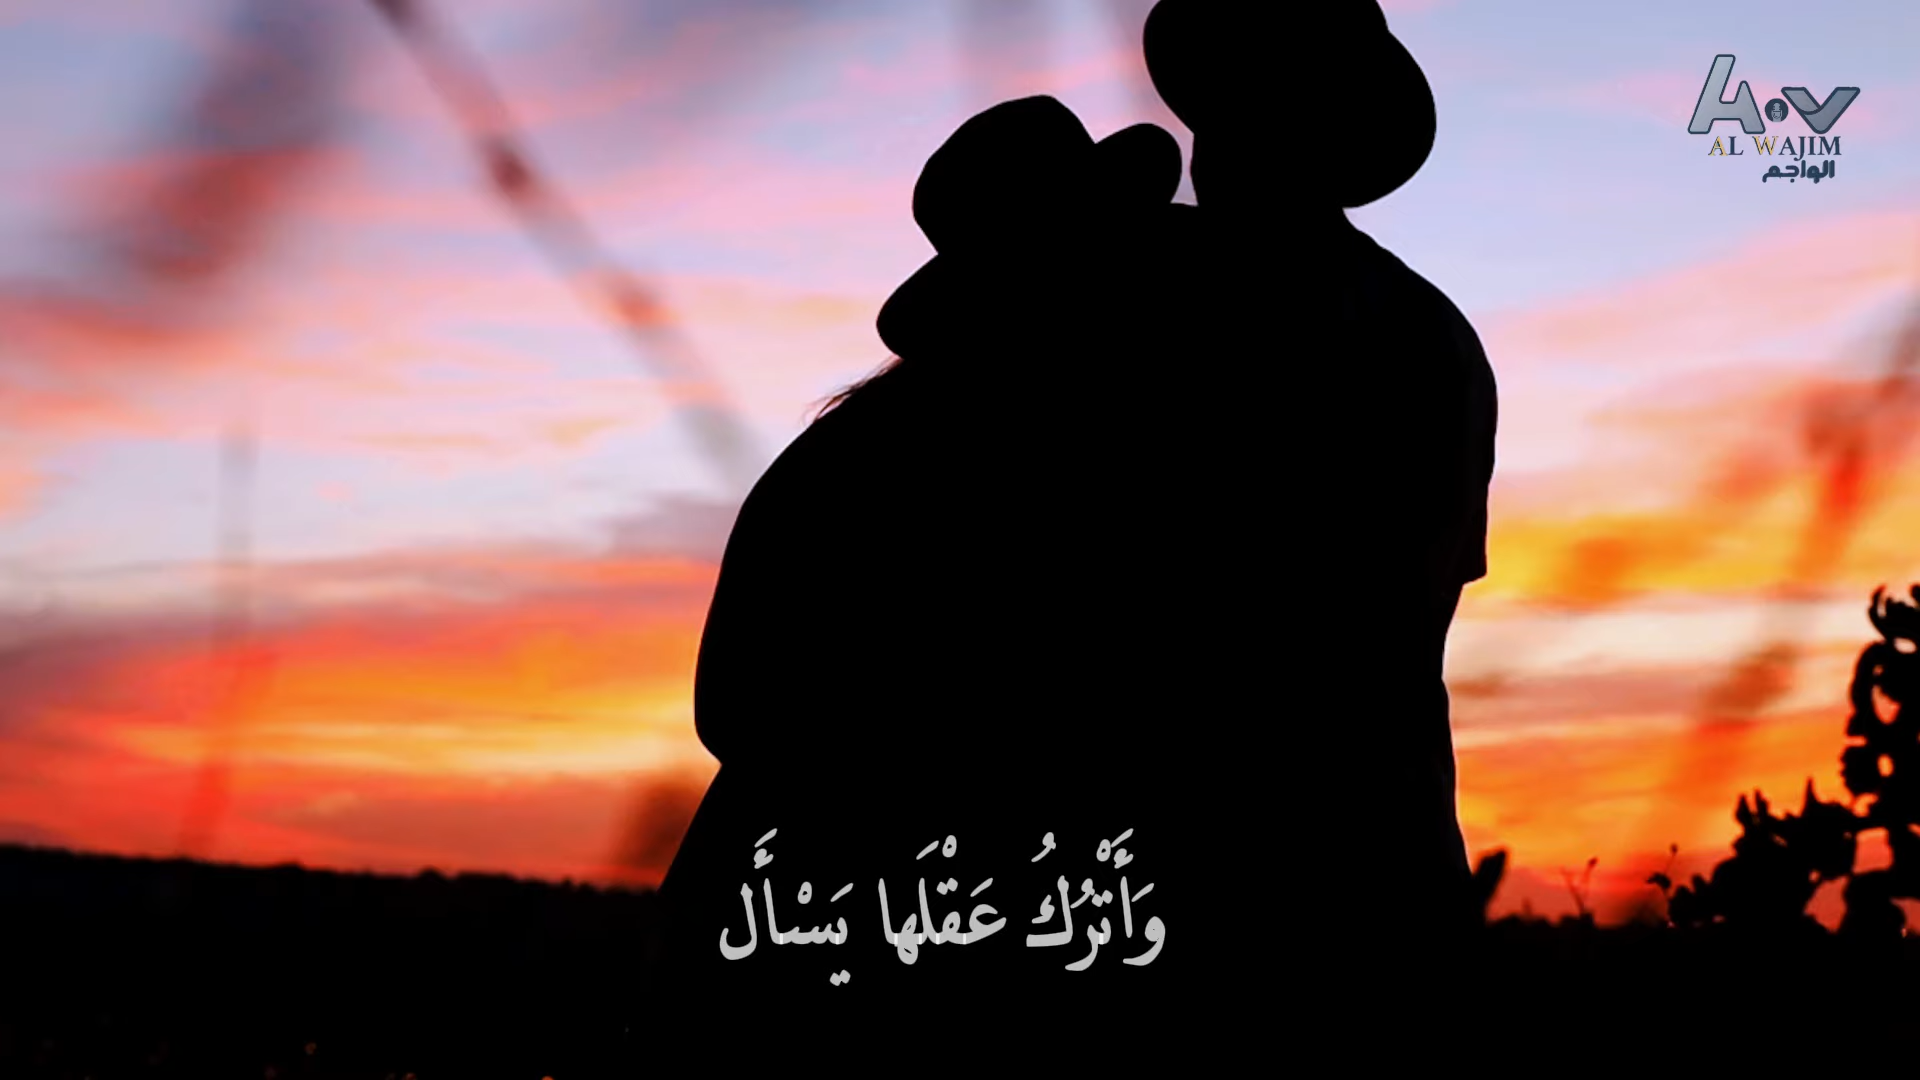 AL WAJIM
الواجم
وَأَتْرُكُ عَقْلَها يَسْأَل